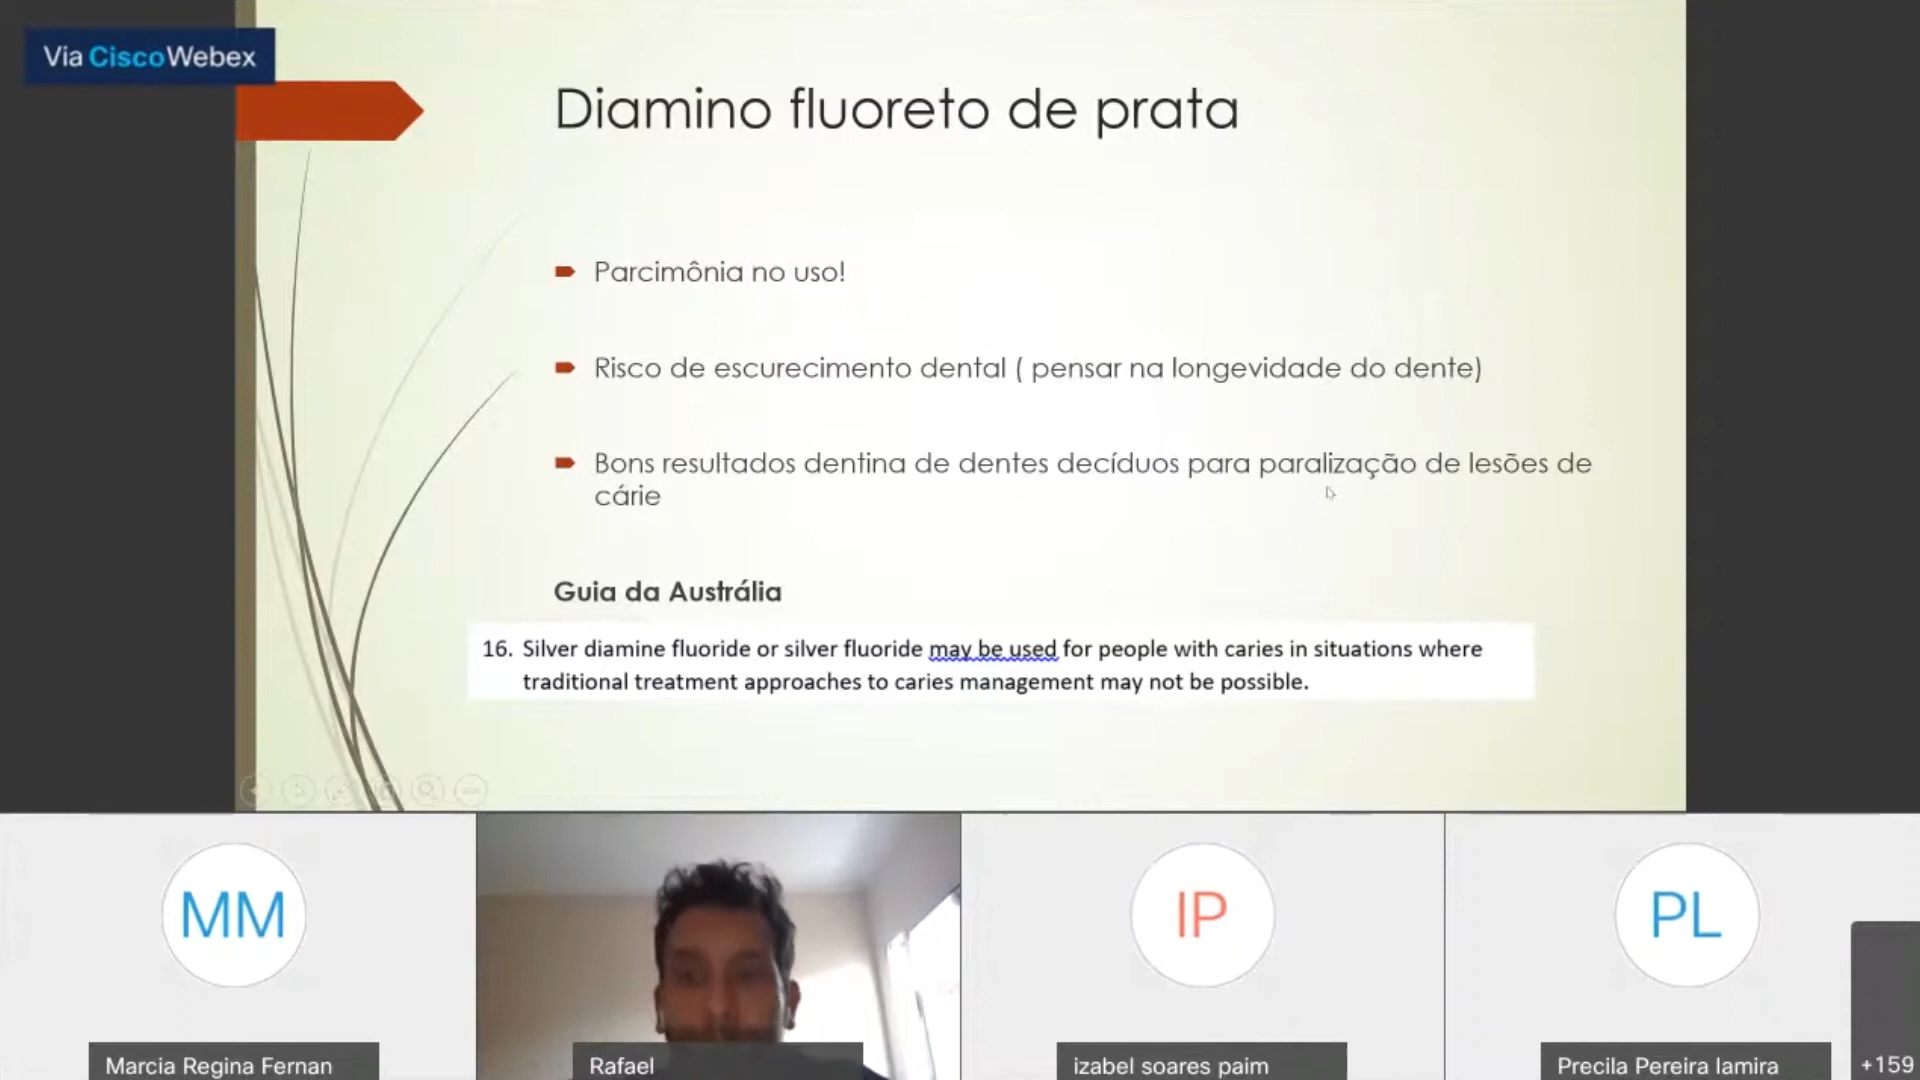 Via CiscoWebex
Diamino fluoreto de prata
Parcimônia no uso!
Risco de escurecimento dental ( pensar na longevidade do dente)
Bons resultados dentina de dentes decíduos para paralização de lesões de
cárie
Guia da Austrália
16. Silver diamine fluoride or silver fluoride may be used for people with caries in situations where
traditional treatment approaches to caries management may not be possible.
MM
IP
PL
Marcia Regina Fernan
Rafael
izabel soares paim
Precila Pereira lamira
+159